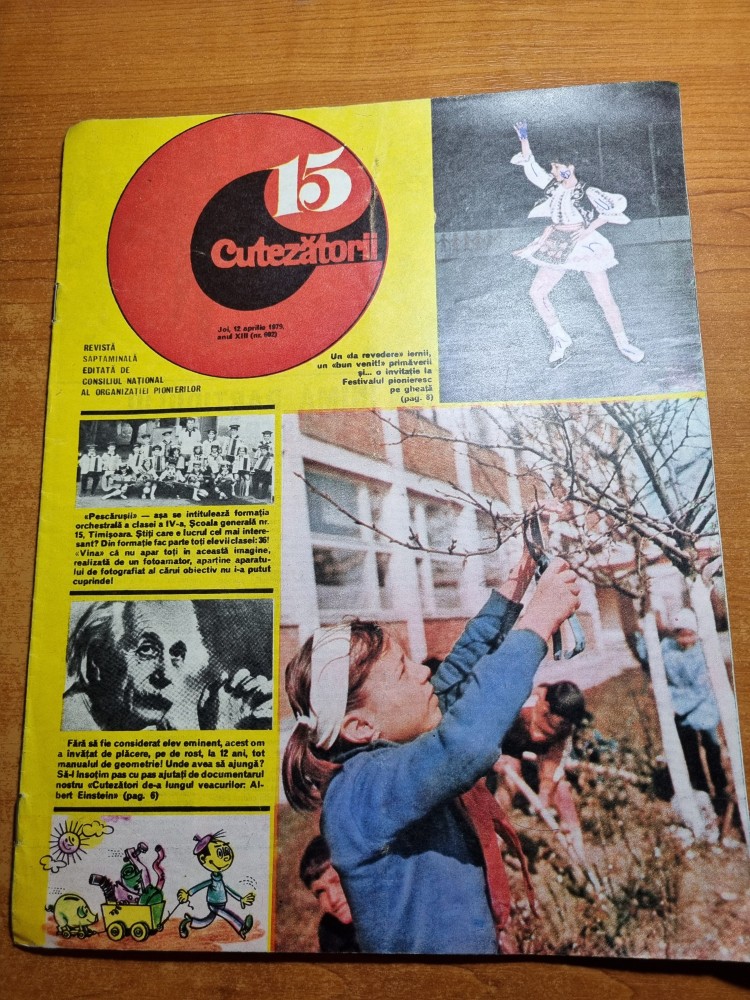 15
Cutezătorii
Joi, 12 aprilie 1979,
anul XIII (nr. 602)
REVISTĂ
SAPTAMINALĂ
EDITATĂ DE
CONSILIUL NAȚIONAL
AL ORGANIZAȚIEI PIONIERILOR
Un «la revedere» iernii,
un «bun venit!» primăverii
și... o invitație la
Festivalul pionieresc
pe gheață
(pag. 8)
«Pescărușii» — așa se intitulează formația
orchestrală a clasei a IV-a, Școala generală nr.
15, Timișoara. Știți care e lucrul cel mai intere-
sant? Din formație fac parte toți elevii clasei: 36!
«Vina» că nu apar toți în această imagine,
realizată de un fotoamator, aparține aparatu-
lui de fotografiat al cărui obiectiv nu i-a putut
cuprinde!
Fără să fie considerat elev eminent, acest om
a învățat de plăcere, pe de rost, la 12 ani, tot
manualul de geometrie! Unde avea să ajungă?
Să-l însoțim pas cu pas ajutați de documentarul
nostru «Cutezători de-a lungul veacurilor: Al-
bert Einstein» (pag. 6)